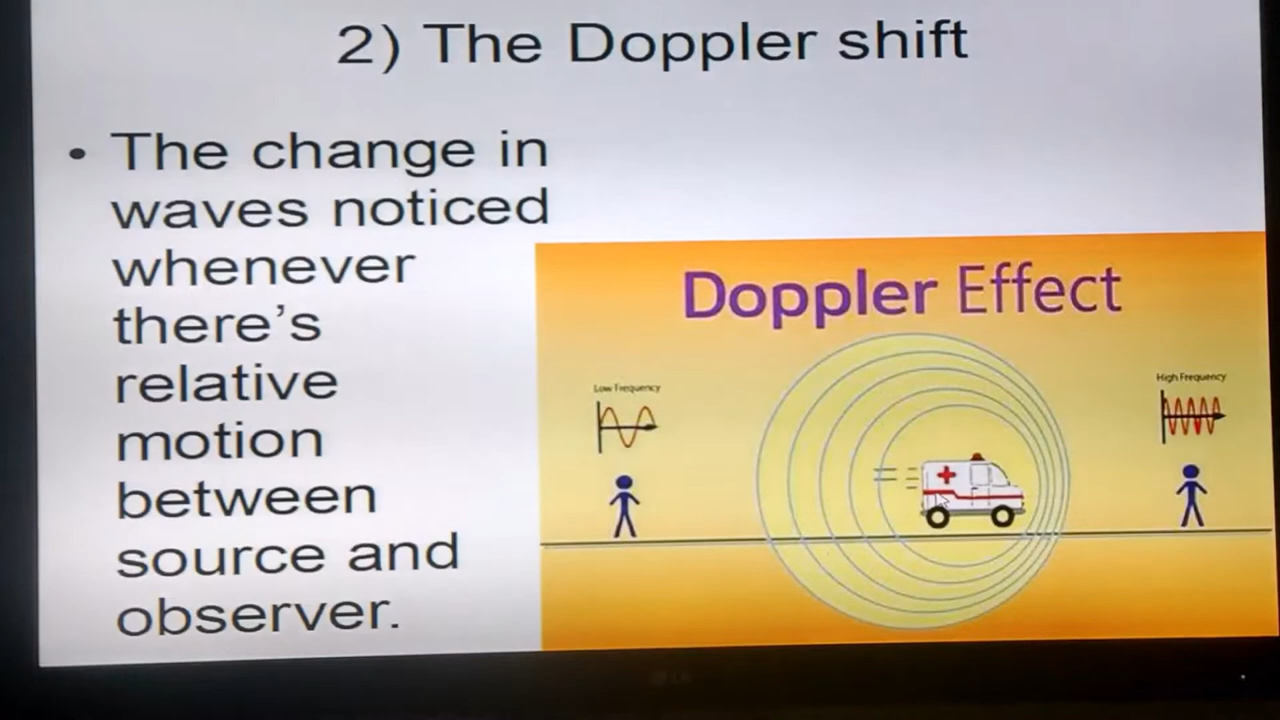 2) The Doppler shift
• The change in
waves noticed
whenever
there's
relative
motion
between
source and
observer.
Doppler Effect
Low Frequency
High Frequency
LG